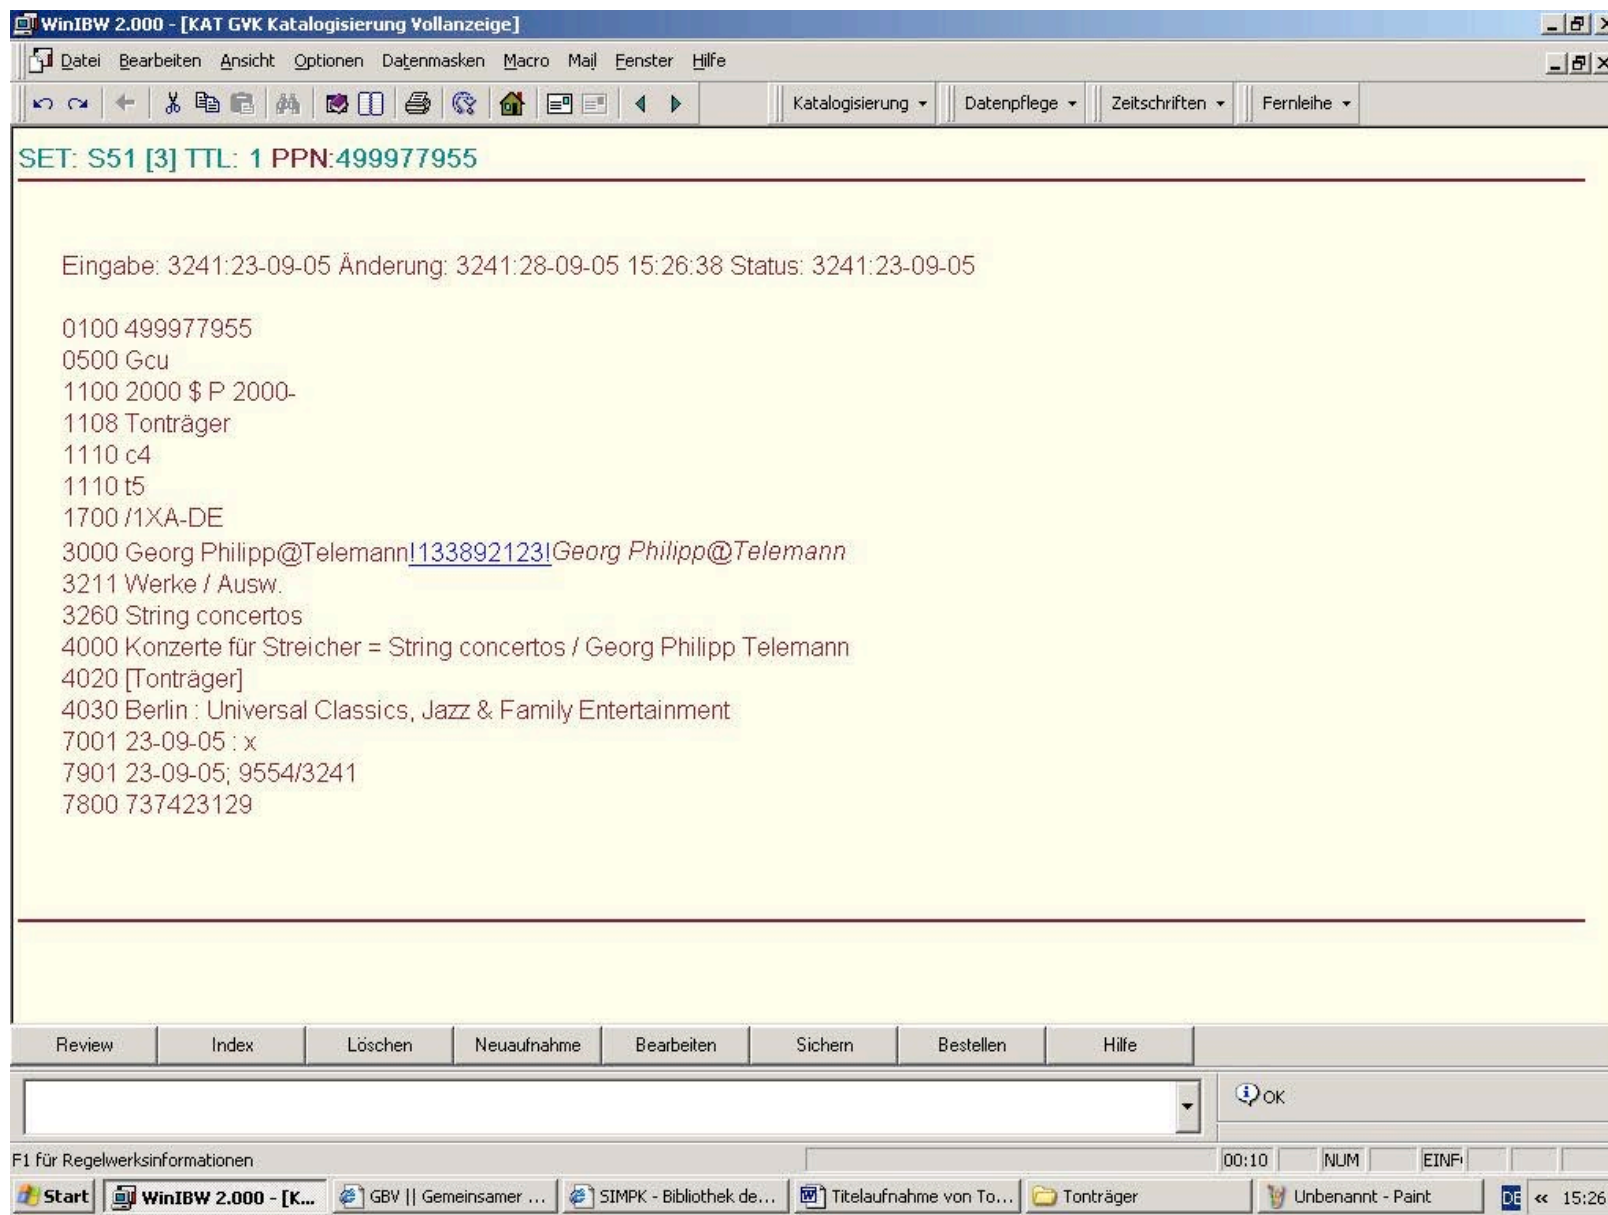 WinIBW 2.000 - [KAT GVK Katalogisierung Vollanzeige]
Datei Bearbeiten Ansicht Optionen Datenmasken Macro Mail Fenster Hilfe
Katalogisierung Datenpflege Zeitschriften Fernleihe
SET: S51 [3] TTL: 1 PPN:499977955
Eingabe: 3241:23-09-05 Änderung: 3241:28-09-05 15:26:38 Status: 3241:23-09-05
0100 499977955
0500 Gcu
1100 2000 $ P 2000-
1108 Tonträger
1110 c4
1110 t5
1700 /1XA-DE
3000 Georg Philipp@Telemann!133892123!Georg Philipp@Telemann
3211 Werke / Ausw.
3260 String concertos
4000 Konzerte für Streicher = String concertos / Georg Philipp Telemann
4020 [Tonträger]
4030 Berlin : Universal Classics, Jazz & Family Entertainment
7001 23-09-05 : x
7901 23-09-05; 9554/3241
7800 737423129
Review Index Löschen Neuaufnahme Bearbeiten Sichern Bestellen Hilfe
OK
F1 für Regelwerksinformationen 00:10 NUM EINF
Start WinIBW 2.000 - [K... GBV || Gemeinsamer ... SIMPK - Bibliothek de... Titelaufnahme von To... Tonträger Unbenannt - Paint DE « 15:26